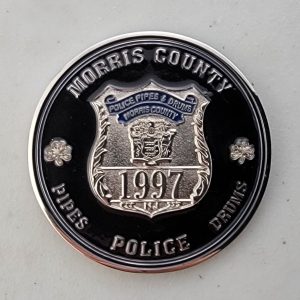 MORRIS COUNTY
POLICE PIPES & DRUMS
MORRIS COUNTY
1997
PIPES POLICE DRUMS